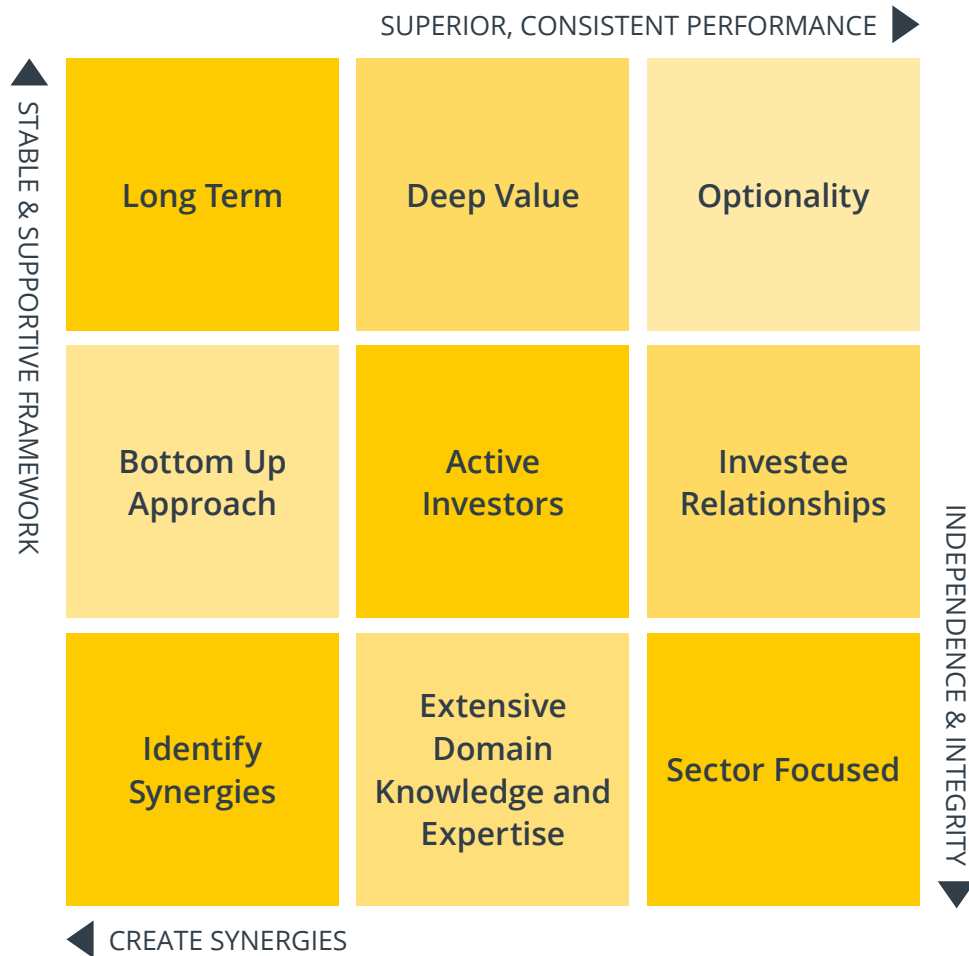 SUPERIOR, CONSISTENT PERFORMANCE
STABLE & SUPPORTIVE FRAMEWORK
Long Term
Deep Value
Optionality
Bottom Up
Approach
Active
Investors
Investee
Relationships
Identify
Synergies
Extensive
Domain
Knowledge and
Expertise
Sector Focused
INDEPENDENCE & INTEGRITY
CREATE SYNERGIES